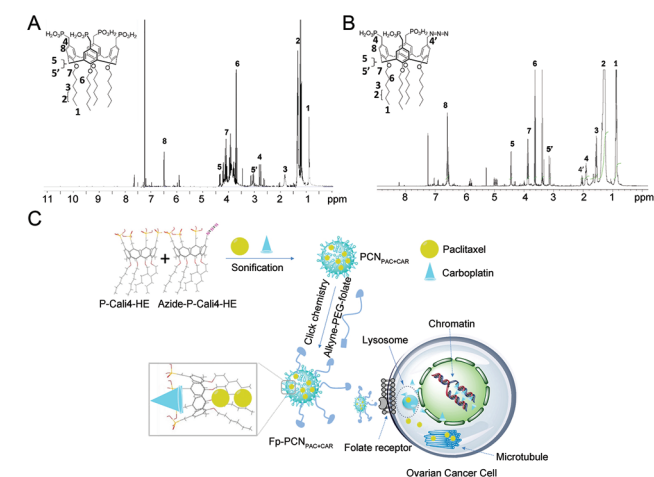 A
H₂O₃P H₂O₃P PO₃H₂ PO₃H₂
4
8
5
5'
7
O O O O
6
3
2
1
8
7
6
5
5'
4
3
2
1
11 10 9 8 7 6 5 4 3 2 1 ppm
B
H₂O₃P H₂O₃P PO₃H₂ N=N=N
4
4'
8
5
5'
7
O O O O
6
3
2
1
8
5
7
6
5'
4'
4
3
2
1
8 7 6 5 4 3 2 1 ppm
C
+
Sonification
P-Cali4-HE Azide-P-Cali4-HE
PCN PAC+CAR
Paclitaxel
Carboplatin
Click chemistry
Alkyne-PEG-folate
Fp-PCN PAC+CAR
Lysosome
Chromatin
Folate receptor
Microtubule
Ovarian Cancer Cell